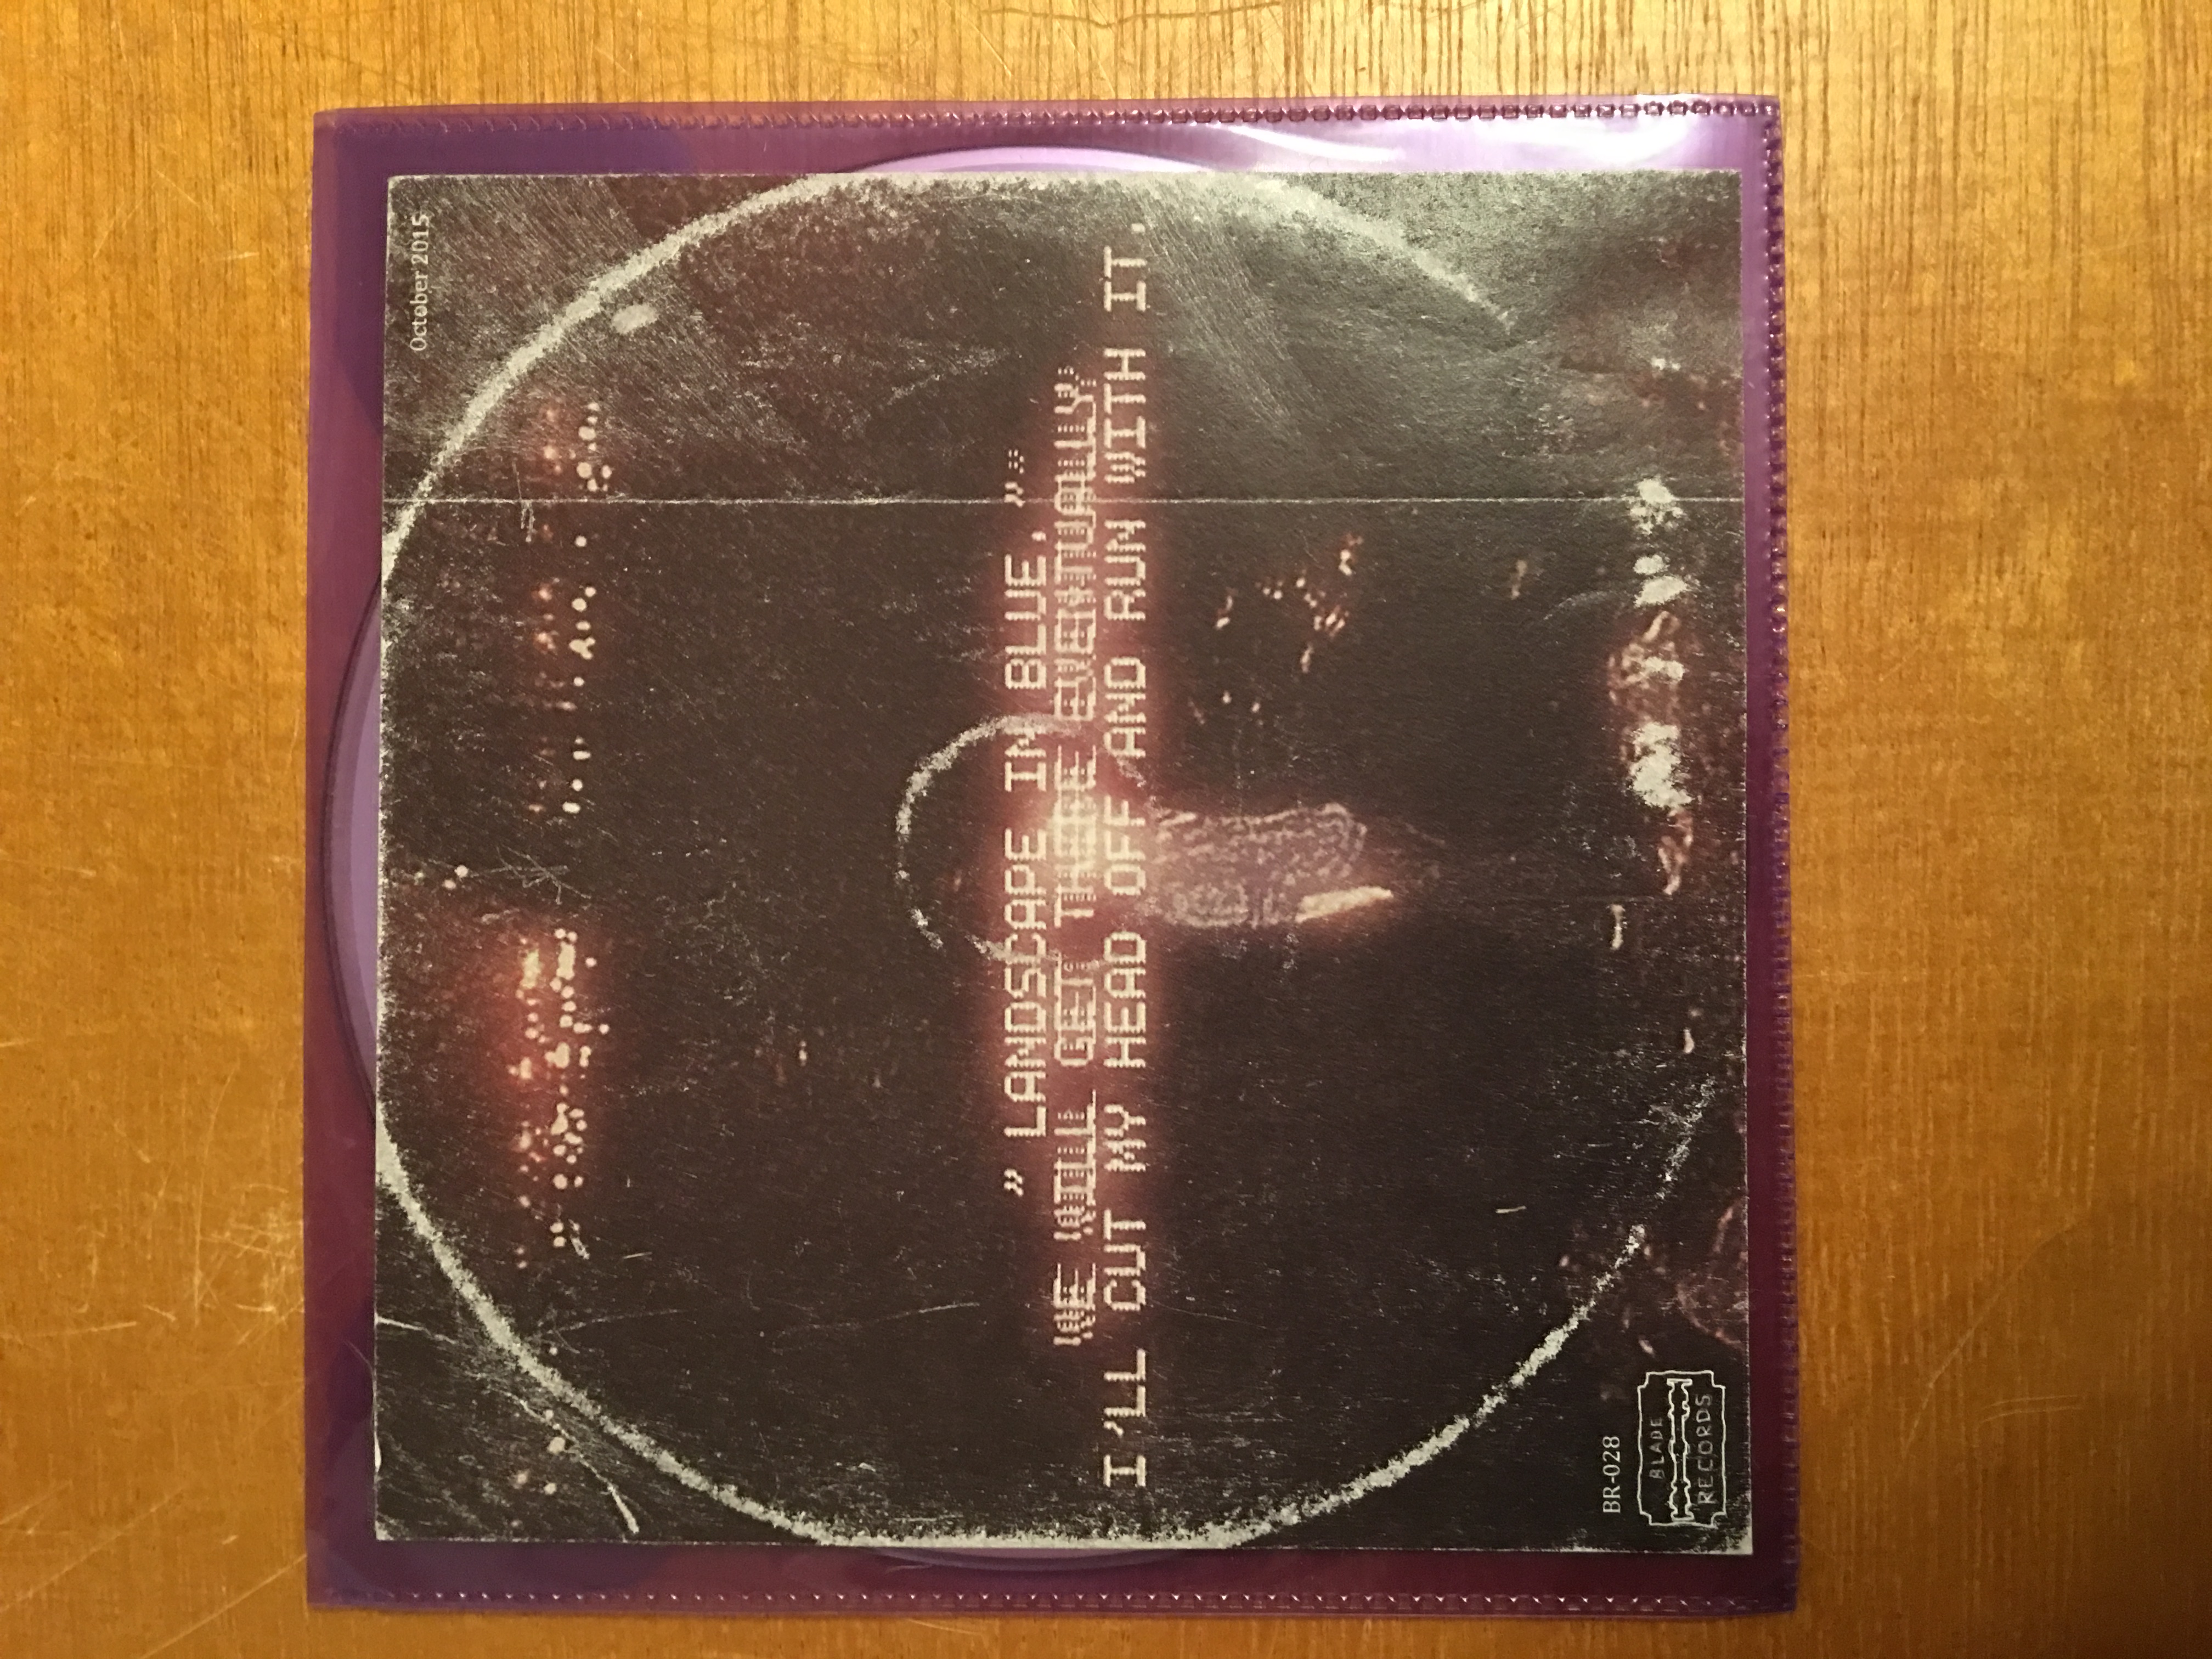 October 2015
" LANDSCAPE IN BLUE, "
WE WILL GET THERE EVENTUALLY;
I'LL CUT MY HEAD OFF AND RUN WITH IT.
BR-028
BLADE
RECORDS